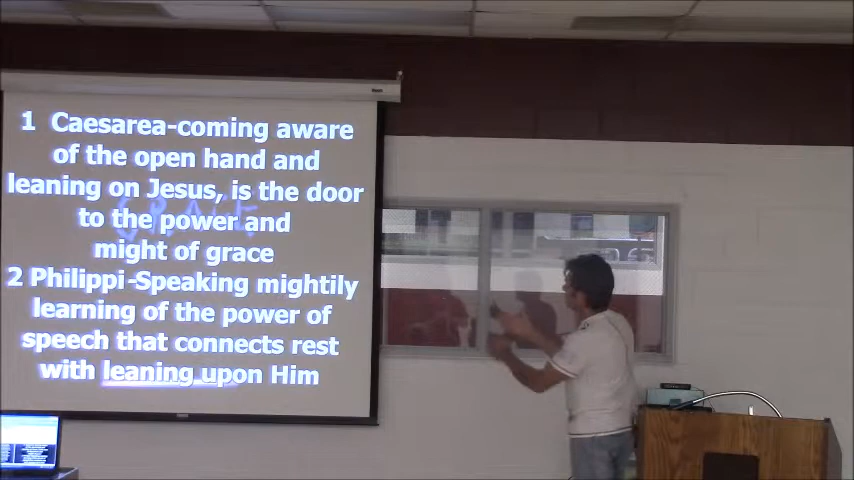 1 Caesarea-coming aware
of the open hand and
leaning on Jesus, is the door
to the power and
might of grace
2 Philippi-Speaking mightily
learning of the power of
speech that connects rest
with leaning upon Him
GRACE